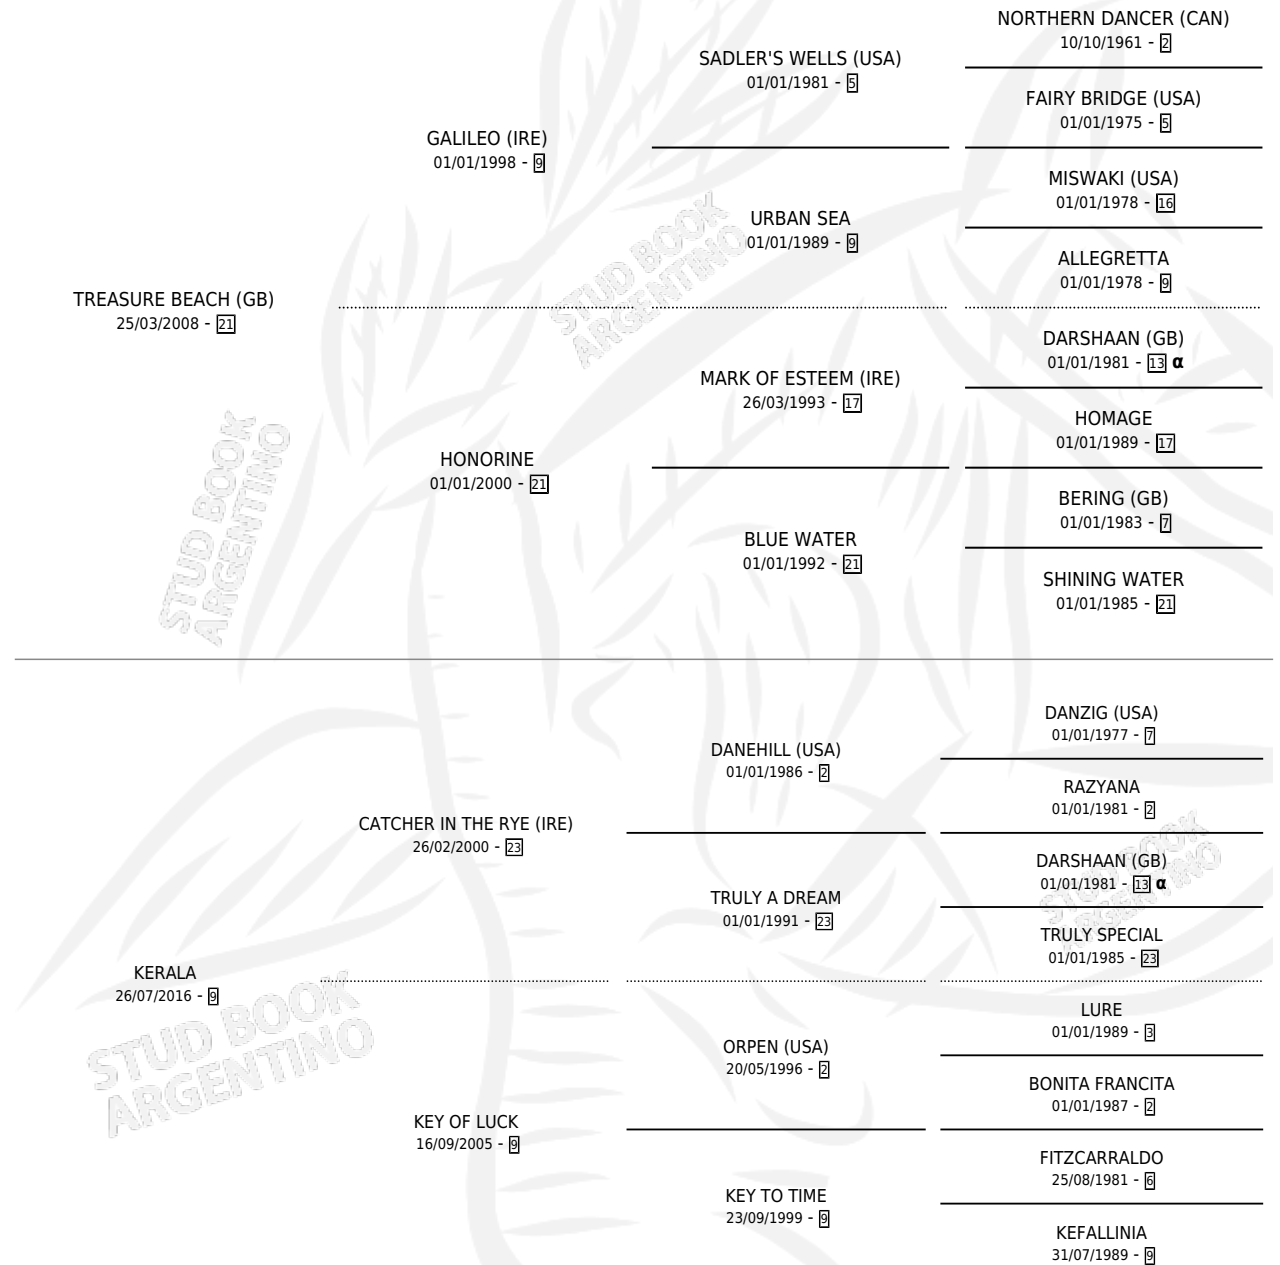 NORTHERN DANCER (CAN)
10/10/1961 - 2
SADLER'S WELLS (USA)
01/01/1981 - 5
FAIRY BRIDGE (USA)
01/01/1975 - 5
GALILEO (IRE)
01/01/1998 - 9
MISWAKI (USA)
01/01/1978 - 16
URBAN SEA
01/01/1989 - 9
ALLEGRETTA
01/01/1978 - 9
TREASURE BEACH (GB)
25/03/2008 - 21
DARSHAAN (GB)
01/01/1981 - 13 α
MARK OF ESTEEM (IRE)
26/03/1993 - 17
HOMAGE
01/01/1989 - 17
HONORINE
01/01/2000 - 21
BERING (GB)
01/01/1983 - 7
BLUE WATER
01/01/1992 - 21
SHINING WATER
01/01/1985 - 21
DANZIG (USA)
01/01/1977 - 7
DANEHILL (USA)
01/01/1986 - 2
RAZYANA
01/01/1981 - 2
CATCHER IN THE RYE (IRE)
26/02/2000 - 23
DARSHAAN (GB)
01/01/1981 - 13 α
TRULY A DREAM
01/01/1991 - 23
TRULY SPECIAL
01/01/1985 - 23
KERALA
26/07/2016 - 9
LURE
01/01/1989 - 3
ORPEN (USA)
20/05/1996 - 2
BONITA FRANCITA
01/01/1987 - 2
KEY OF LUCK
16/09/2005 - 9
FITZCARRALDO
25/08/1981 - 6
KEY TO TIME
23/09/1999 - 9
KEFALLINIA
31/07/1989 - 9
STUD BOOK
ARGENTINO
STUD BOOK
ARGENTINO
STUD BOOK
ARGENTINO
STUD BOOK
ARGENTINO